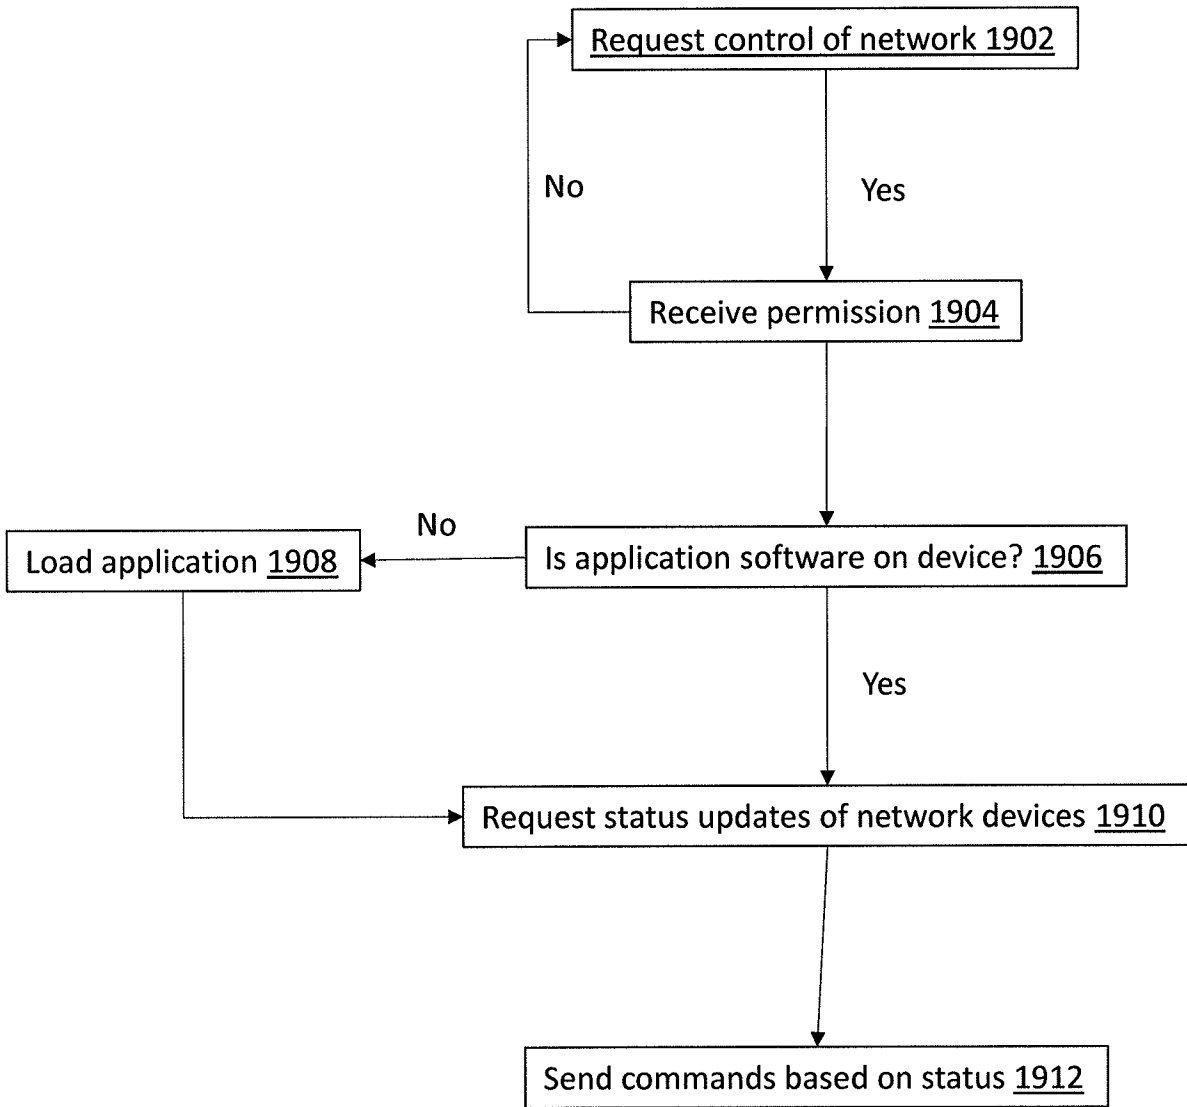 Request control of network 1902
No
Yes
Receive permission 1904
No
Load application 1908
Is application software on device? 1906
Yes
Request status updates of network devices 1910
Send commands based on status 1912